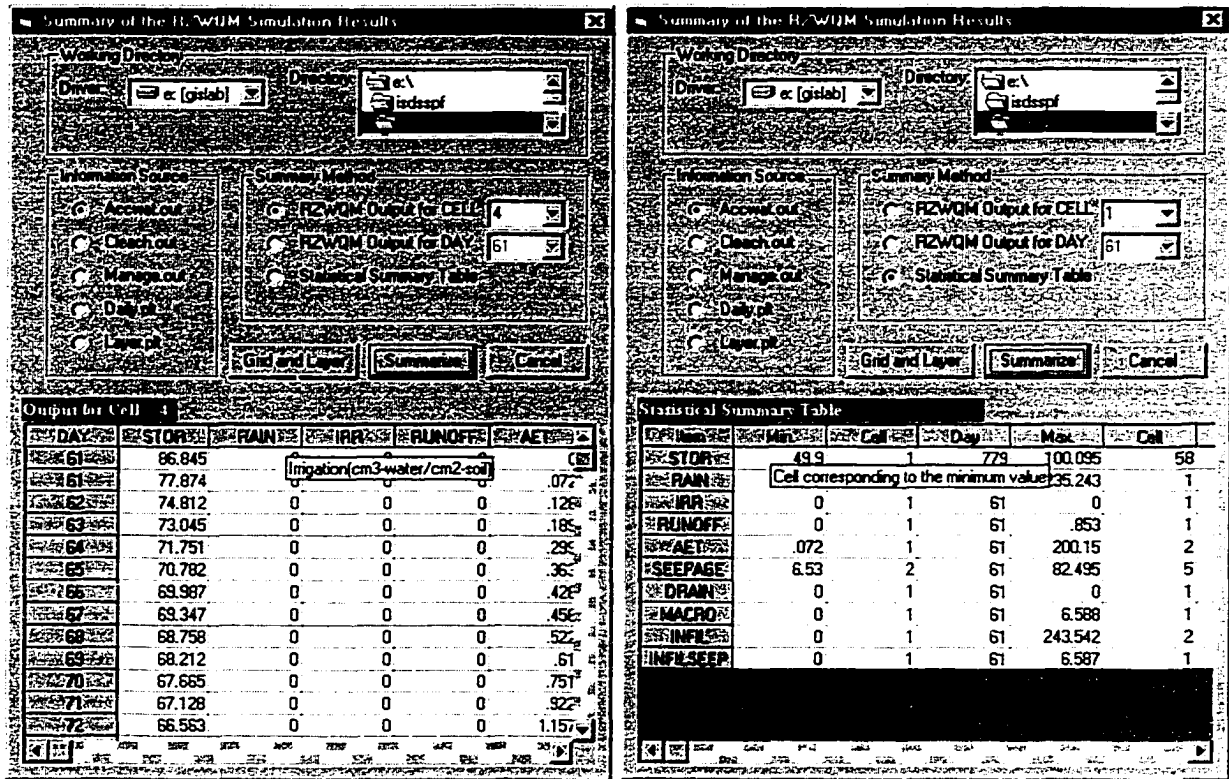 Summary of the RZWQM Simulation Results
Working Directory
Driver:
e: [gislab]
Directory:
e:\
isdsspf
Information Source
Accwat.out
Cleach.out
Manage.out
Daily.plt
Layer.plt
Summary Method
RZWQM Output for CELL
4
RZWQM Output for DAY
61
Statistical Summary Table
Grid and Layer
Summarize
Cancel
Output for Cell 4
DAY STOR RAIN IRR RUNOFF AET
61 86.845
Irrigation(cm3-water/cm2-soil)
61 77.874 0 0 0 .072
62 74.812 0 0 0 .126
63 73.045 0 0 0 .189
64 71.751 0 0 0
65 70.782 0 0 0
66 69.987 0 0 0
67 69.347 0 0 0
68 68.758 0 0 0
69 68.212 0 0 0 .61
70 67.665 0 0 0 .751
71 67.128 0 0 0 .922
72 66.563 0 0 0 1.157
Summary of the RZWQM Simulation Results
Working Directory
Driver:
e: [gislab]
Directory:
e:\
isdsspf
Information Source
Accwat.out
Cleach.out
Manage.out
Daily.plt
Layer.plt
Summary Method
RZWQM Output for CELL
1
RZWQM Output for DAY
61
Statistical Summary Table
Grid and Layer
Summarize
Cancel
Statistical Summary Table
Item Min. Cell Day Max. Cell
STOR 49.9 1 779 100.095 58
RAIN 35.243 1
Cell corresponding to the minimum value
IRR 0 1 61 0 1
RUNOFF 0 1 61 .853 1
AET .072 1 61 200.15 2
SEEPAGE 6.53 2 61 82.495 5
DRAIN 0 1 61 0 1
MACRO 0 1 61 6.588 1
INFIL 0 1 61 243.542 2
INFILSEEP 0 1 61 6.587 1